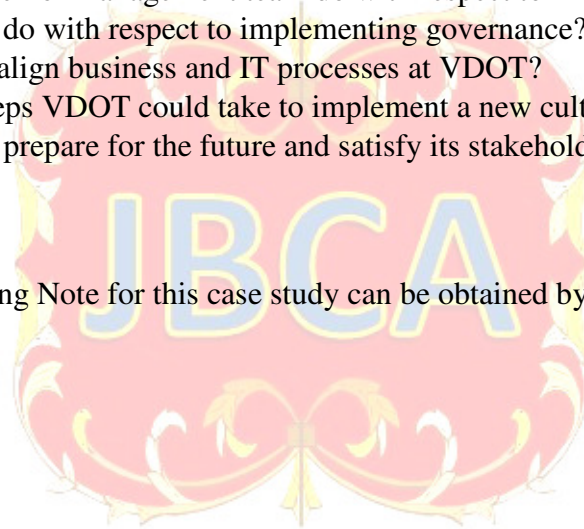 do with respect to implementing governance?
align business and IT processes at VDOT?
eps VDOT could take to implement a new cult
prepare for the future and satisfy its stakehold
JBCA
ng Note for this case study can be obtained by